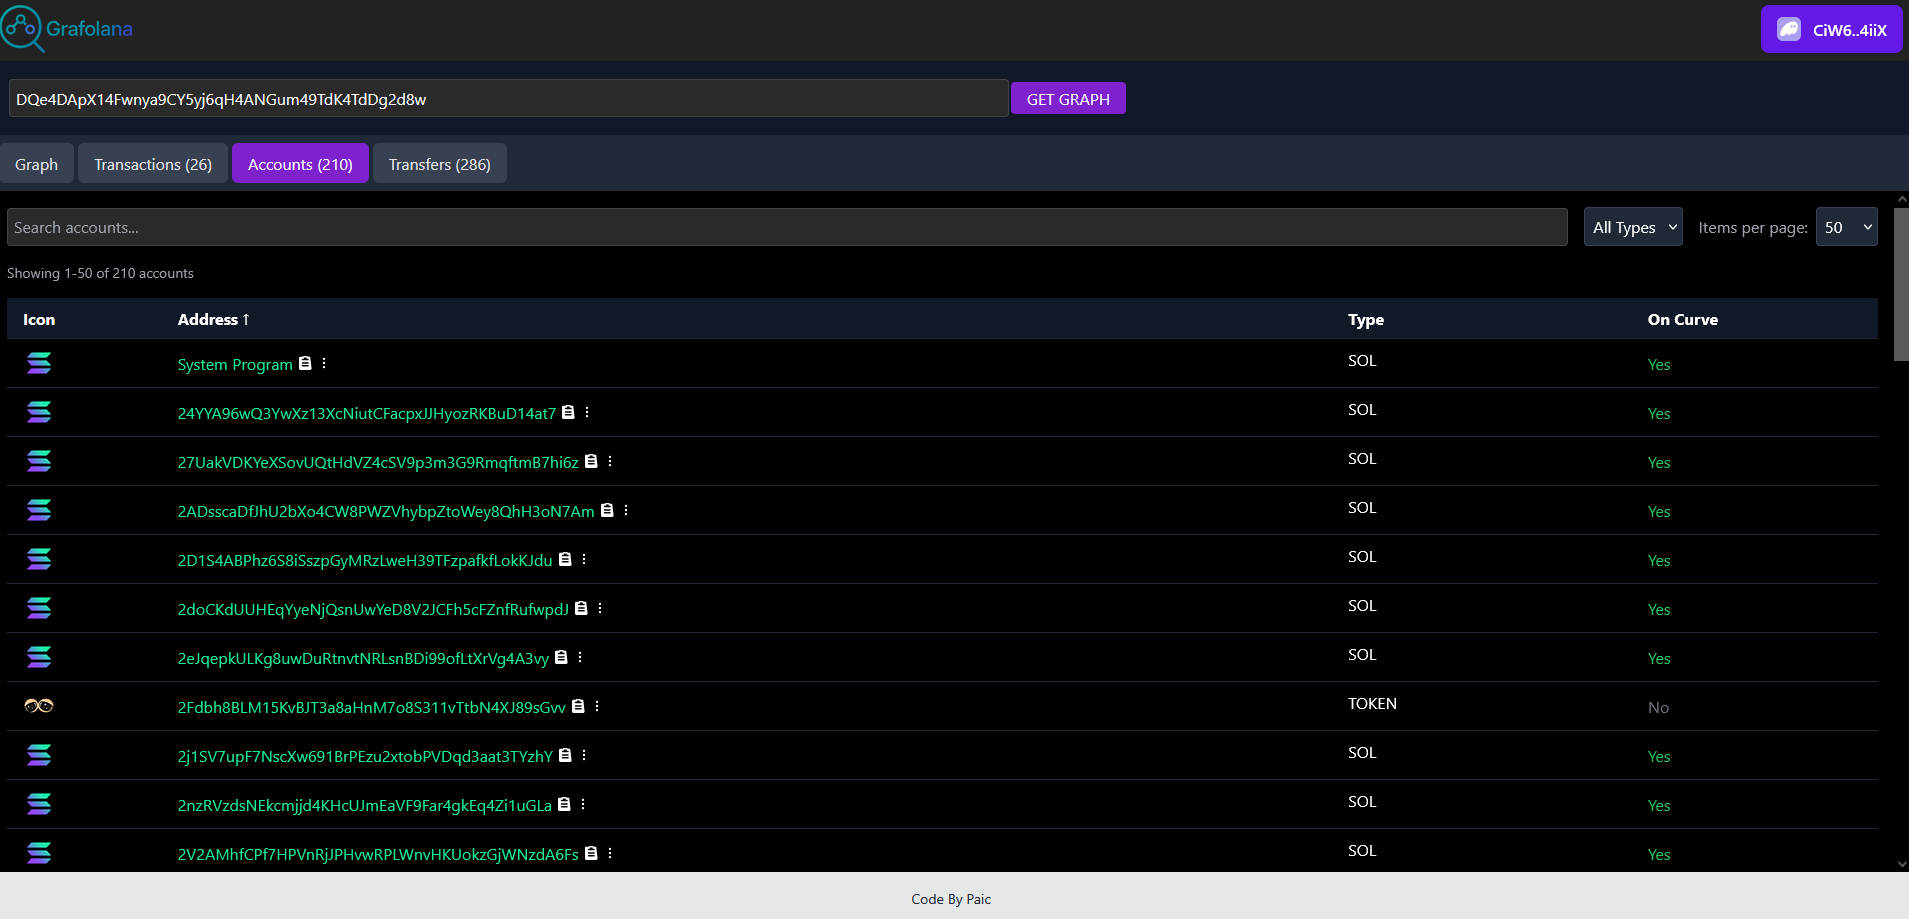 Grafolana
CiW6..4iiX
DQe4DApX14Fwnya9CY5yj6qH4ANGum49TdK4TdDg2d8w
GET GRAPH
Graph Transactions (26) Accounts (210) Transfers (286)
Search accounts... All Types Items per page: 50
Showing 1-50 of 210 accounts
Icon Address ↑ Type On Curve
System Program SOL Yes
24YYA96wQ3YwXz13XcNiutCFacpxJJHyozRKBuD14at7 SOL Yes
27UakVDKYeXSovUQtHdVZ4cSV9p3m3G9RmqftmB7hi6z SOL Yes
2ADsscaDfJhU2bXo4CW8PWZVhybpZtoWey8QhH3oN7Am SOL Yes
2D1S4ABPhz6S8iSszpGyMRzLweH39TFzpafkfLokKJdu SOL Yes
2doCKdUUHEqYyeNjQsnUwYeD8V2JCFh5cFZnfRufwpdJ SOL Yes
2eJqepkULKg8uwDuRtnvtNRLsnBDi99ofLtXrVg4A3vy SOL Yes
2Fdbh8BLM15KvBJT3a8aHnM7o8S311vTtbN4XJ89sGvv TOKEN No
2j1SV7upF7NscXw691BrPEzu2xtobPVDqd3aat3TYzhY SOL Yes
2nzRVzdsNEkcmjjd4KHcUJmEaVF9Far4gkEq4Zi1uGLa SOL Yes
2V2AMhfCPf7HPVnRjJPHvwRPLWnvHKUokzGjWNzdA6Fs SOL Yes
Code By Paic